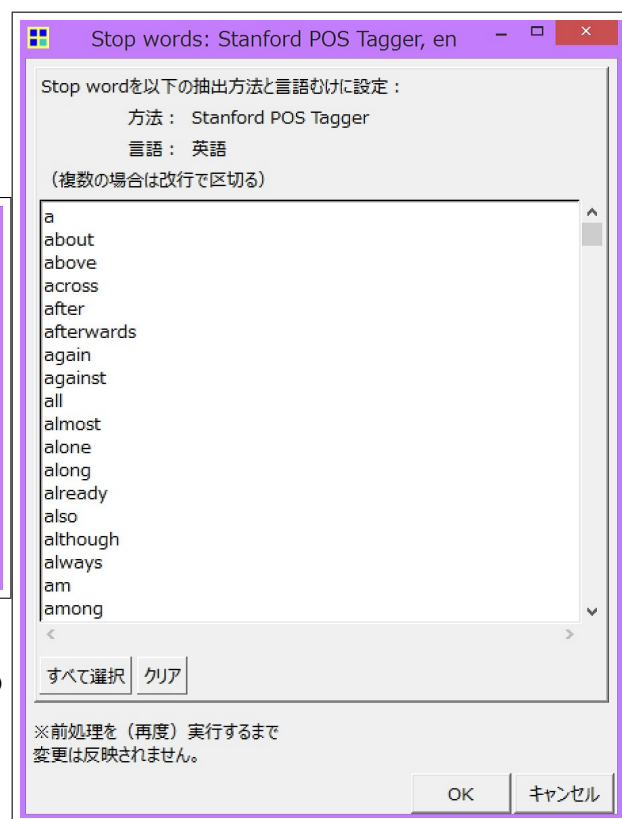 Stop words: Stanford POS Tagger, en
Stop wordを以下の抽出方法と言語むけに設定：
方法： Stanford POS Tagger
言語： 英語
（複数の場合は改行で区切る）
a
about
above
across
after
afterwards
again
against
all
almost
alone
along
already
also
although
always
am
among
すべて選択 クリア
※前処理を（再度）実行するまで
変更は反映されません。
OK キャンセル